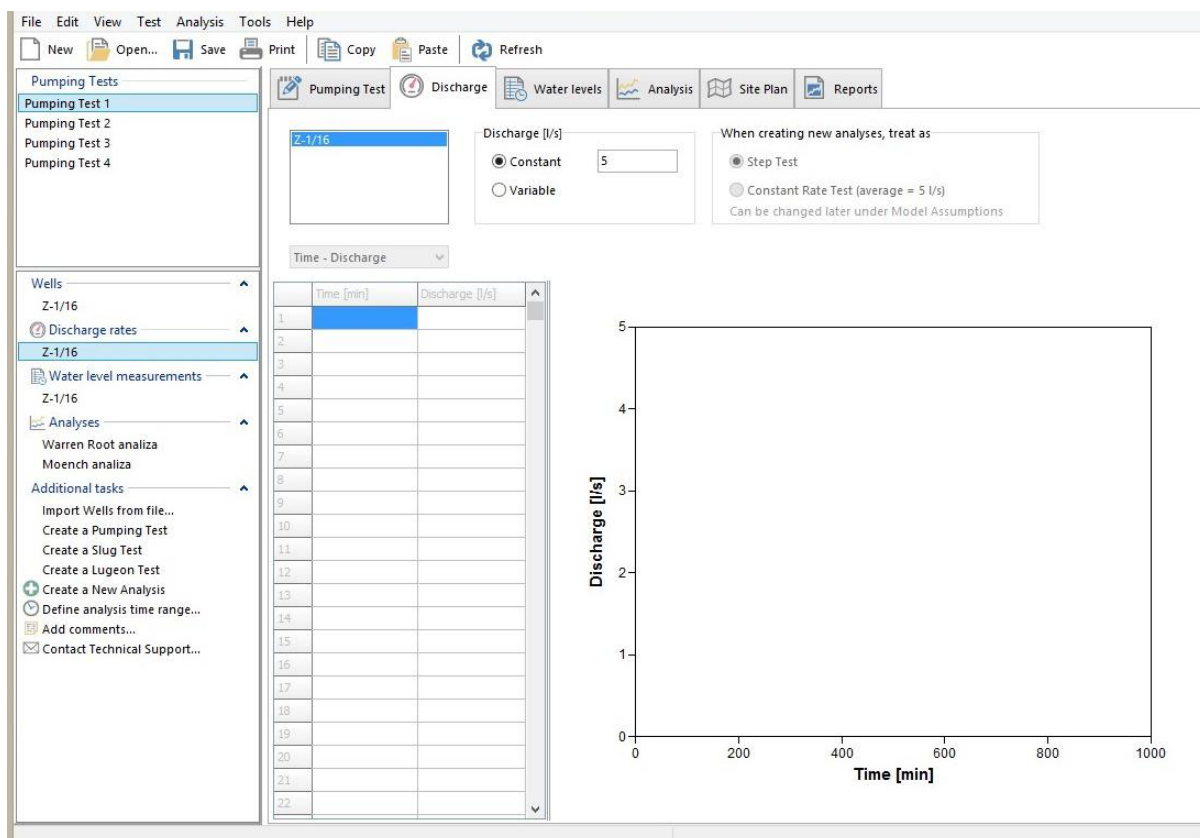 File Edit View Test Analysis Tools Help
New Open... Save Print Copy Paste Refresh
Pumping Tests
Pumping Test 1
Pumping Test 2
Pumping Test 3
Pumping Test 4
Wells
Z-1/16
Discharge rates
Z-1/16
Water level measurements
Z-1/16
Analyses
Warren Root analiza
Moench analiza
Additional tasks
Import Wells from file...
Create a Pumping Test
Create a Slug Test
Create a Lugeon Test
Create a New Analysis
Define analysis time range...
Add comments...
Contact Technical Support...
Pumping Test Discharge Water levels Analysis Site Plan Reports
Z-1/16
Discharge [l/s]
Constant 5
Variable
When creating new analyses, treat as
Step Test
Constant Rate Test (average = 5 l/s)
Can be changed later under Model Assumptions
Time - Discharge
Time [min] Discharge [l/s]
1
2
3
4
5
6
7
8
9
10
11
12
13
14
15
16
17
18
19
20
21
22
5
4
3
2
1
0
Discharge [l/s]
0 200 400 600 800 1000
Time [min]